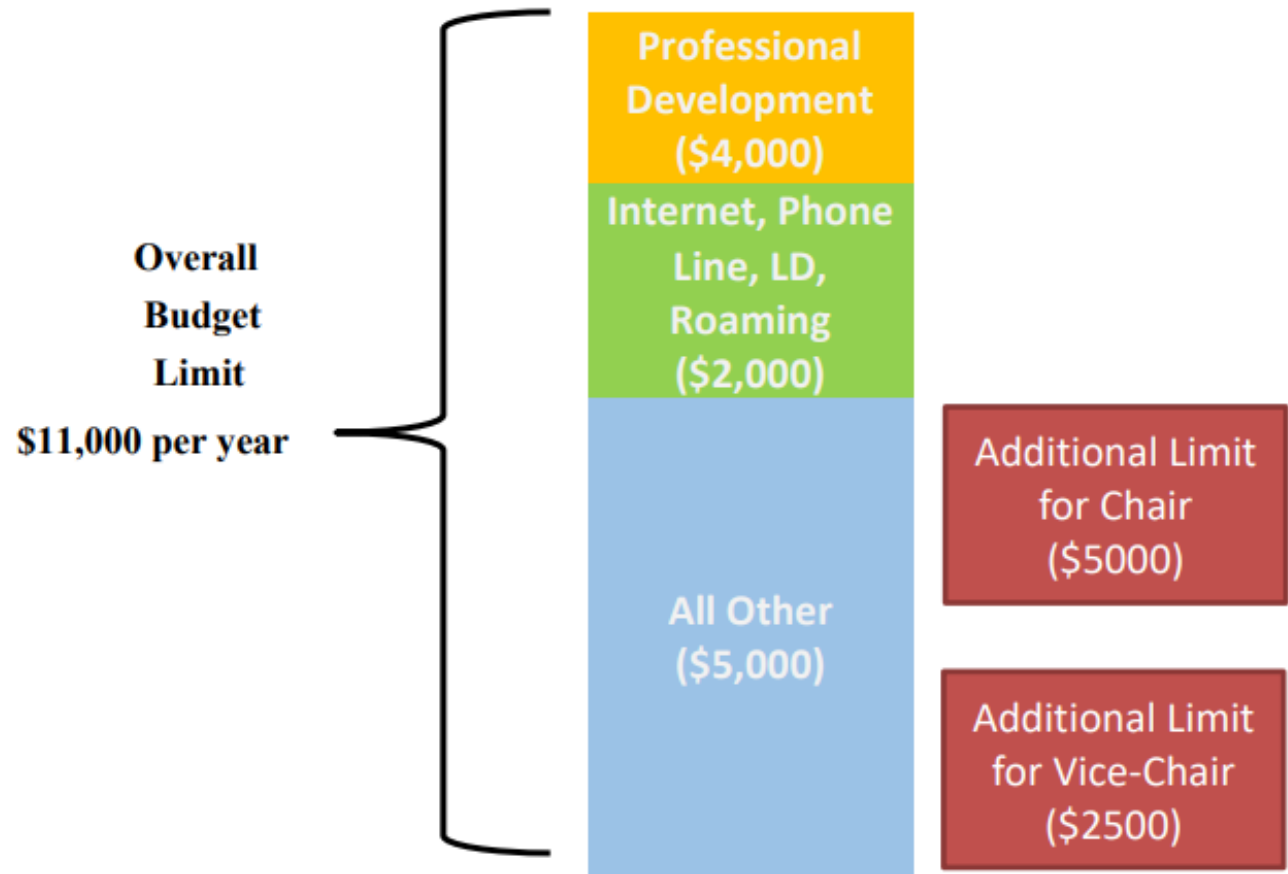 Overall
Budget
Limit
$11,000 per year
Professional
Development
($4,000)
Internet, Phone
Line, LD,
Roaming
($2,000)
All Other
($5,000)
Additional Limit
for Chair
($5000)
Additional Limit
for Vice-Chair
($2500)